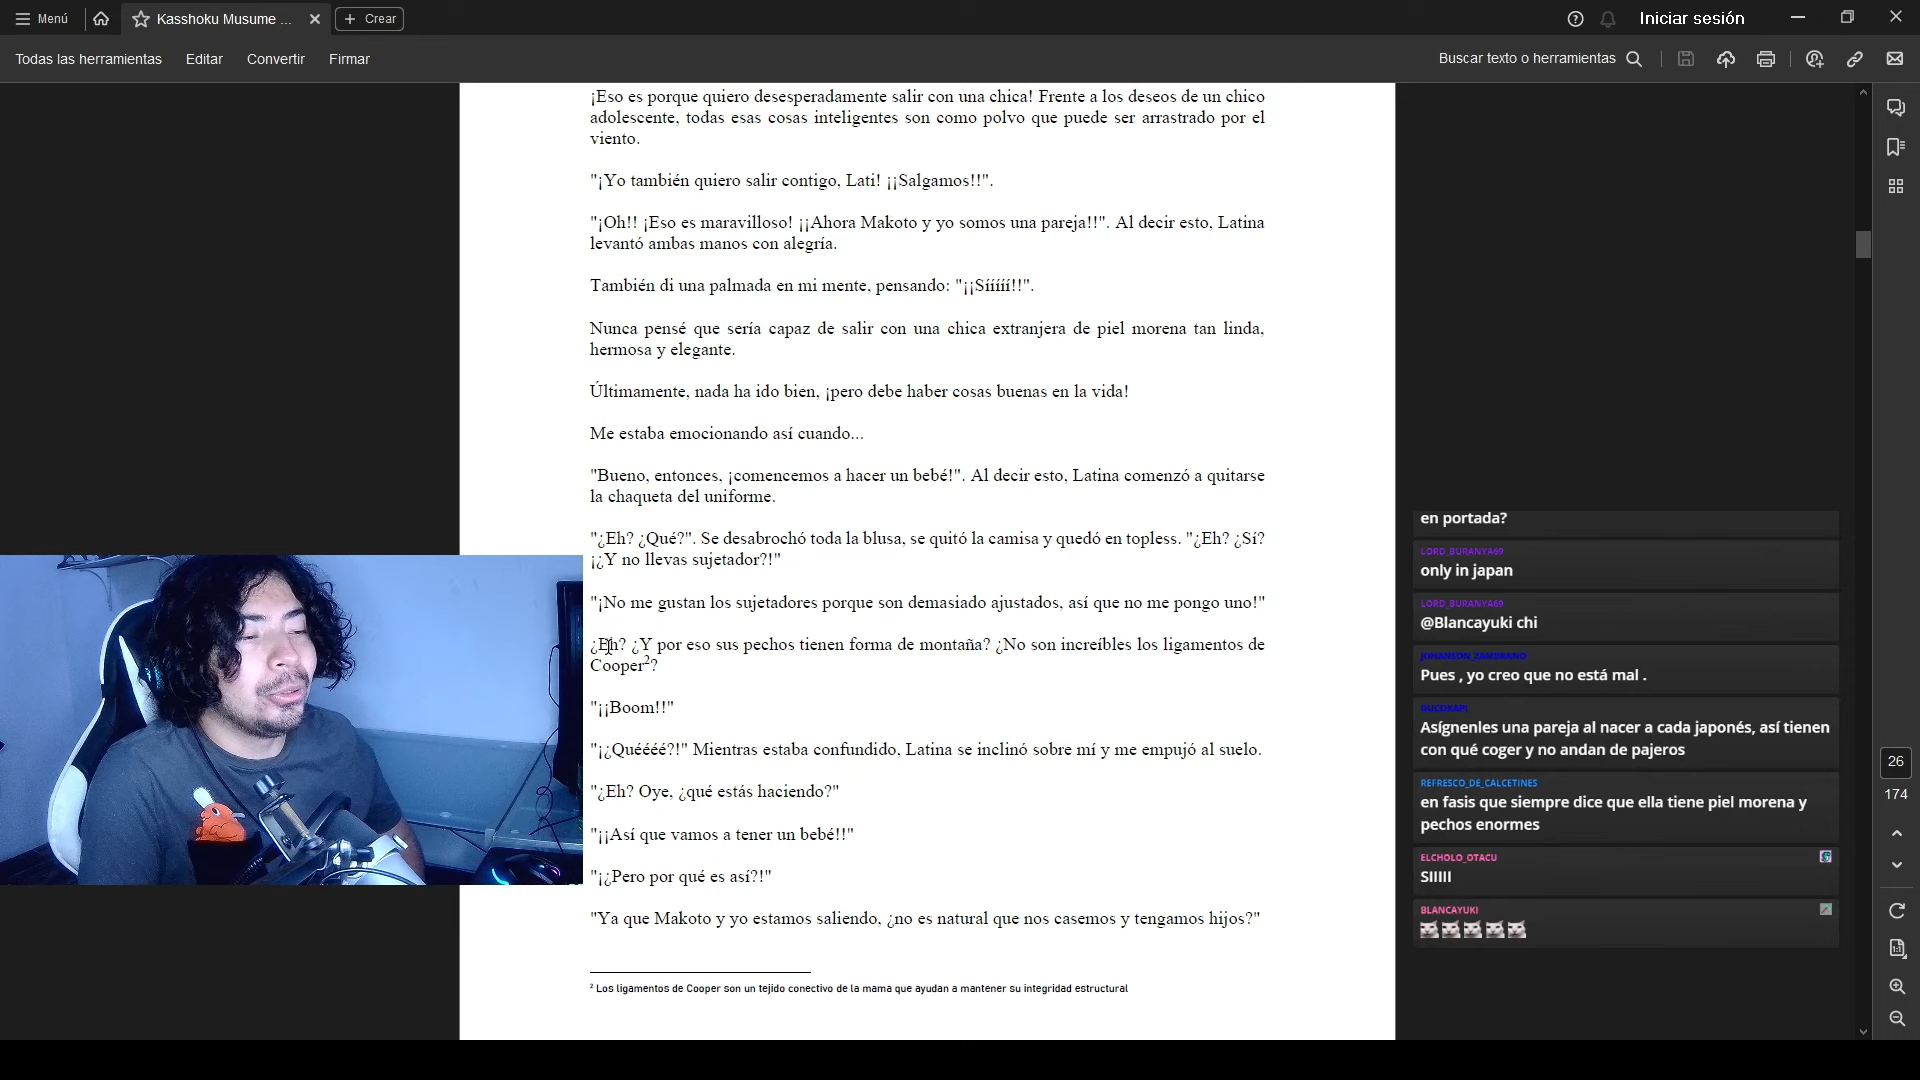 Menú
Kasshoku Musume ...
Crear
Iniciar sesión
Todas las herramientas
Editar
Convertir
Firmar
Buscar texto o herramientas
¡Eso es porque quiero desesperadamente salir con una chica! Frente a los deseos de un chico
adolescente, todas esas cosas inteligentes son como polvo que puede ser arrastrado por el
viento.
"¡Yo también quiero salir contigo, Lati! ¡¡Salgamos!!".
"¡Oh!! ¡Eso es maravilloso! ¡¡Ahora Makoto y yo somos una pareja!!". Al decir esto, Latina
levantó ambas manos con alegría.
También di una palmada en mi mente, pensando: "¡¡Sííííí!!".
Nunca pensé que sería capaz de salir con una chica extranjera de piel morena tan linda,
hermosa y elegante.
Últimamente, nada ha ido bien, ¡pero debe haber cosas buenas en la vida!
Me estaba emocionando así cuando...
"Bueno, entonces, ¡comencemos a hacer un bebé!". Al decir esto, Latina comenzó a quitarse
la chaqueta del uniforme.
"¿Eh? ¿Qué?". Se desabrochó toda la blusa, se quitó la camisa y quedó en topless. "¿Eh? ¿Sí?
¡¿Y no llevas sujetador?!"
"¡No me gustan los sujetadores porque son demasiado ajustados, así que no me pongo uno!"
¿Eh? ¿Y por eso sus pechos tienen forma de montaña? ¿No son increíbles los ligamentos de
Cooper²?
"¡¡Boom!!"
"¡¿Quéééé?!" Mientras estaba confundido, Latina se inclinó sobre mí y me empujó al suelo.
"¿Eh? Oye, ¿qué estás haciendo?"
"¡¡Así que vamos a tener un bebé!!"
"¡¿Pero por qué es así?!"
"Ya que Makoto y yo estamos saliendo, ¿no es natural que nos casemos y tengamos hijos?"
² Los ligamentos de Cooper son un tejido conectivo de la mama que ayudan a mantener su integridad estructural
en portada?
LORD_BURANYA69
only in japan
LORD_BURANYA69
@Blancayuki chi
JOHANSON_ZAMBRANO
Pues , yo creo que no está mal .
GUCOKAPI
Asígnenles una pareja al nacer a cada japonés, así tienen
con qué coger y no andan de pajeros
REFRESCO_DE_CALCETINES
en fasis que siempre dice que ella tiene piel morena y
pechos enormes
ELCHOLO_OTACU
SIIIII
BLANCAYUKI
26
174